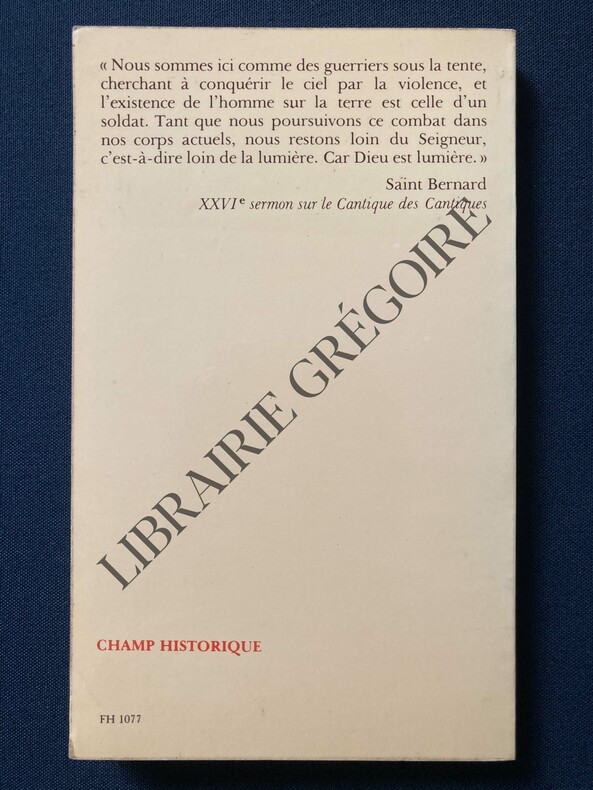 « Nous sommes ici comme des guerriers sous la tente,
cherchant à conquérir le ciel par la violence, et
l'existence de l'homme sur la terre est celle d'un
soldat. Tant que nous poursuivons ce combat dans
nos corps actuels, nous restons loin du Seigneur,
c'est-à-dire loin de la lumière. Car Dieu est lumière. »
Saint Bernard
XXVIe sermon sur le Cantique des Cantiques
LIBRAIRIE GRÉGOIRE
CHAMP HISTORIQUE
FH 1077